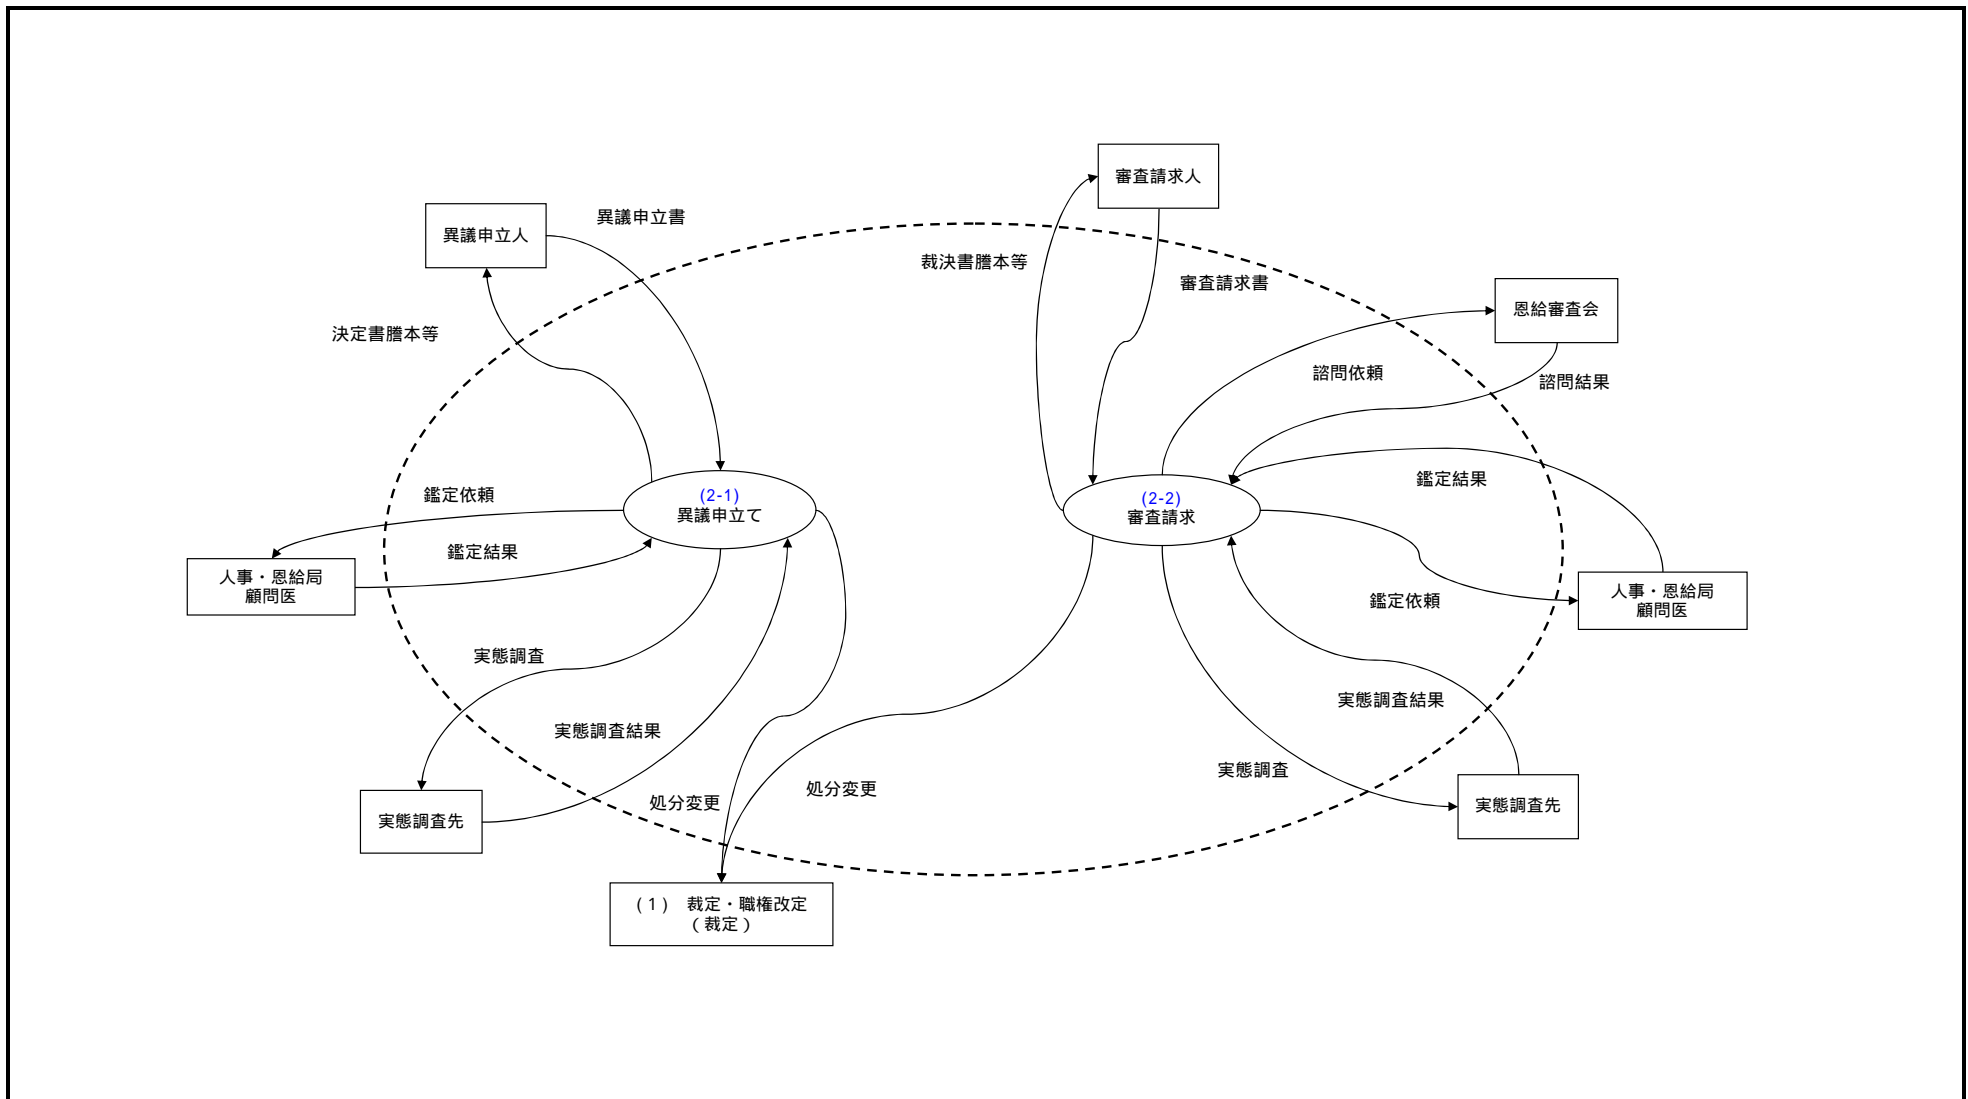 審査請求人
異議申立書
異議申立人
裁決書謄本等
審査請求書
恩給審査会
決定書謄本等
諮問依頼
諮問結果
鑑定結果
鑑定依頼
(2-1)
異議申立て
(2-2)
審査請求
鑑定結果
人事・恩給局
顧問医
鑑定依頼
人事・恩給局
顧問医
実態調査
実態調査結果
実態調査結果
実態調査
処分変更
処分変更
実態調査先
実態調査先
（1）　裁定・職権改定
（裁定）